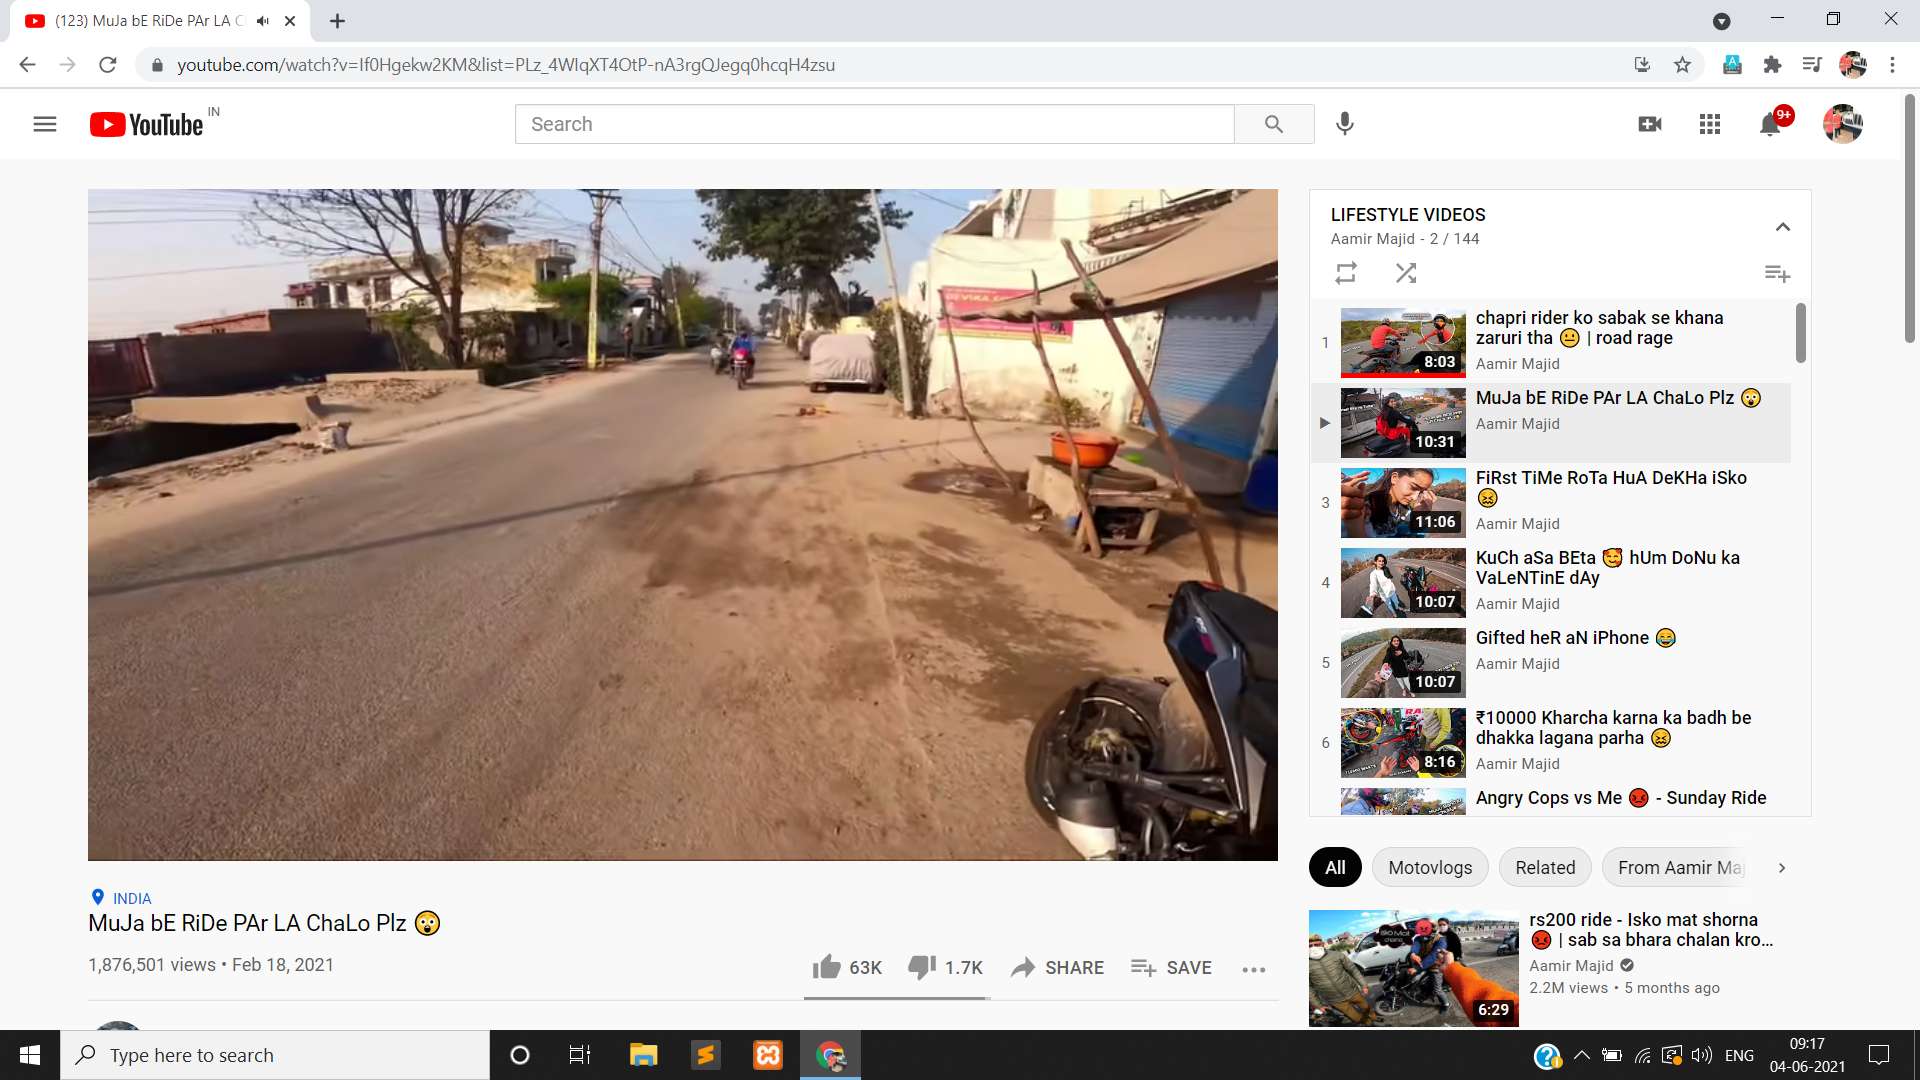 (123) MuJa bE RiDe PAr LA C
youtube.com/watch?v=If0Hgekw2KM&list=PLz_4WIqXT4OtP-nA3rgQJegq0hcqH4zsu
YouTube IN
Search
9+
LIFESTYLE VIDEOS
Aamir Majid - 2 / 144
1
chapri rider ko sabak se khana
zaruri tha 😐 | road rage
8:03
Aamir Majid
MuJa bE RiDe PAr LA ChaLo Plz 😲
10:31
Aamir Majid
3
FiRst TiMe RoTa HuA DeKHa iSko
😖
11:06
Aamir Majid
4
KuCh aSa BEta 🥰 hUm DoNu ka
VaLeNTinE dAy
10:07
Aamir Majid
5
Gifted heR aN iPhone 😂
10:07
Aamir Majid
6
₹10000 Kharcha karna ka badh be
dhakka lagana parha 😖
8:16
Aamir Majid
Angry Cops vs Me 😡 - Sunday Ride
All
Motovlogs
Related
From Aamir Maj
INDIA
MuJa bE RiDe PAr LA ChaLo Plz 😲
1,876,501 views • Feb 18, 2021
63K
1.7K
SHARE
SAVE
rs200 ride - Isko mat shorna
😡 | sab sa bhara chalan kro...
Aamir Majid
2.2M views • 5 months ago
6:29
Type here to search
ENG
09:17
04-06-2021